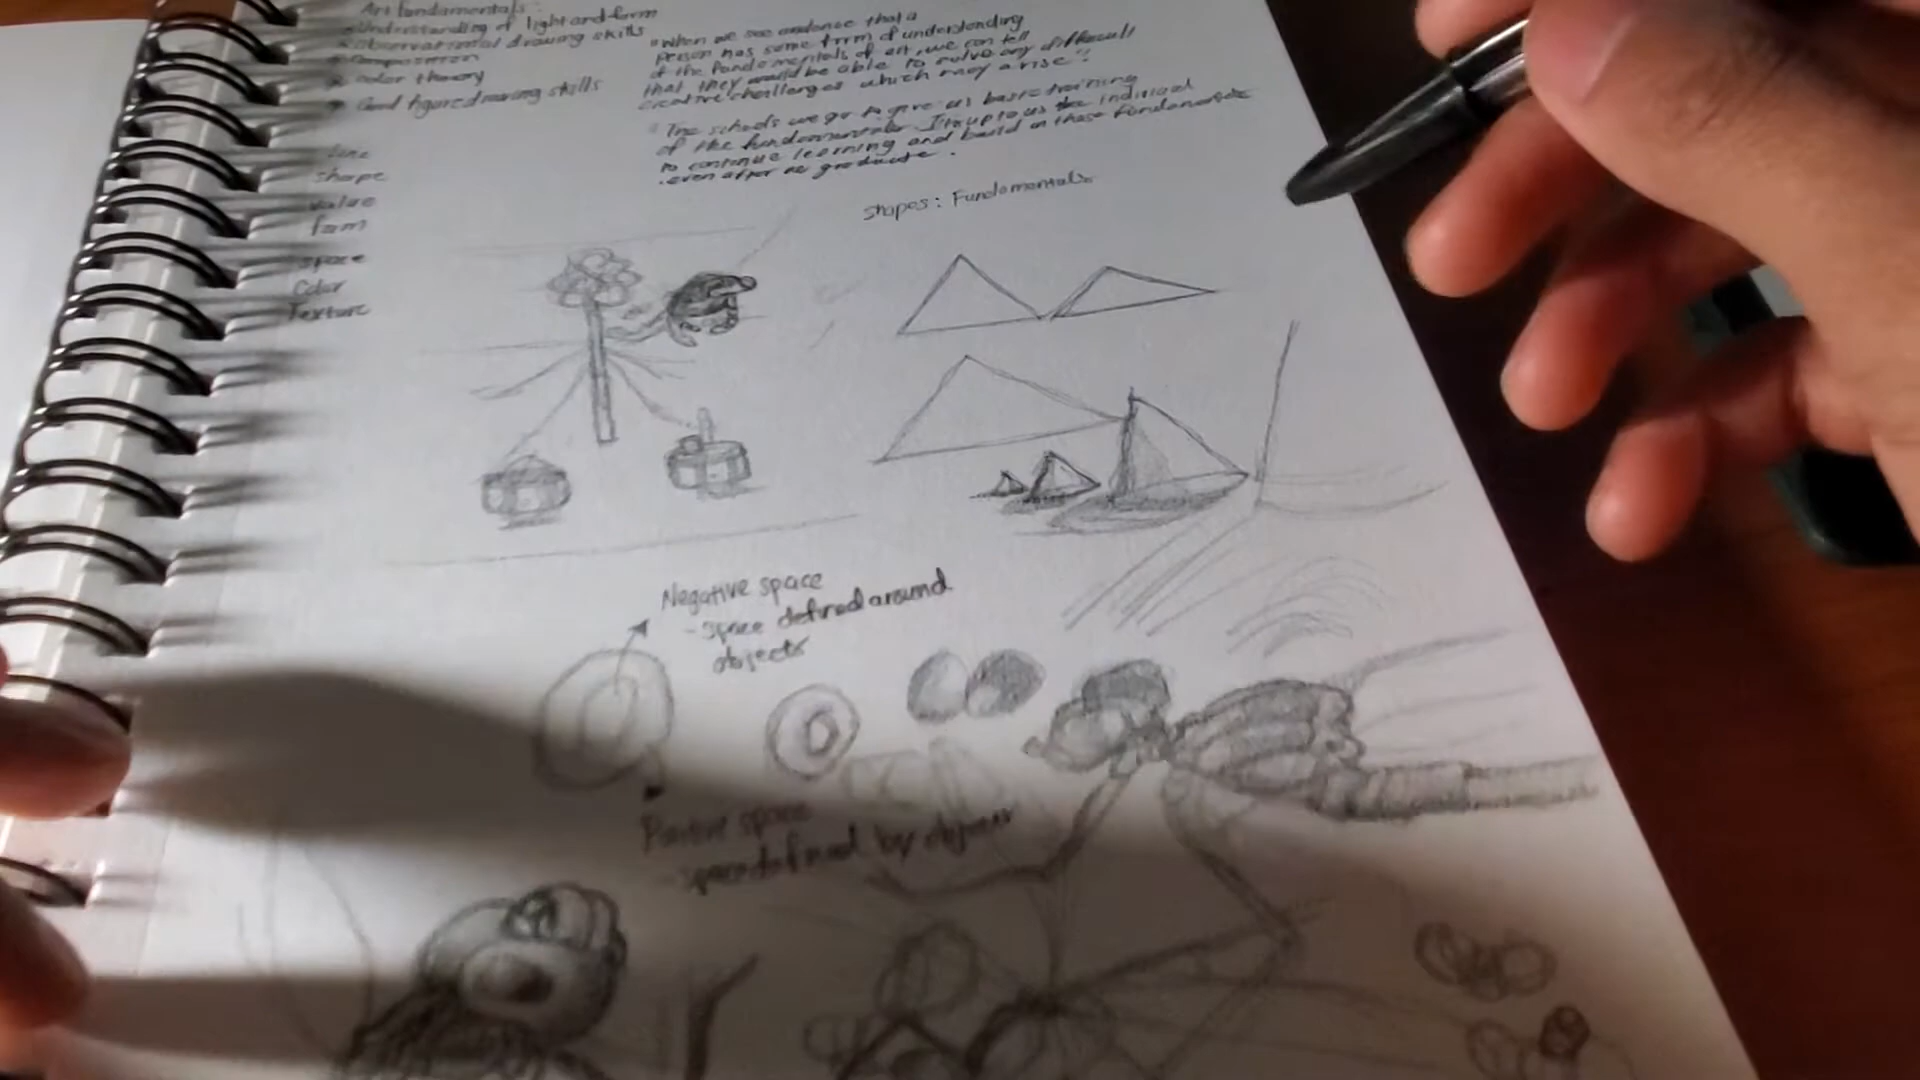 Art fundamentals:
Understanding of light and form
observational drawing skills
composition
color theory
Good figure drawing skills
line
shape
value
form
space
Color
Texture
"When we see evidence that a
person has some form of understanding
of the fundamentals of art, we can tell
that they would be able to solve any difficult
creative challenges which may arise".
"The schools we go to give us basic training
of the fundamentals. Its up to us the individual
to continue learning and build on those fundamentals
even after we graduate.
Shapes: Fundamentals
Negative space
- space defined around
objects
Positive space
- space defined by objects